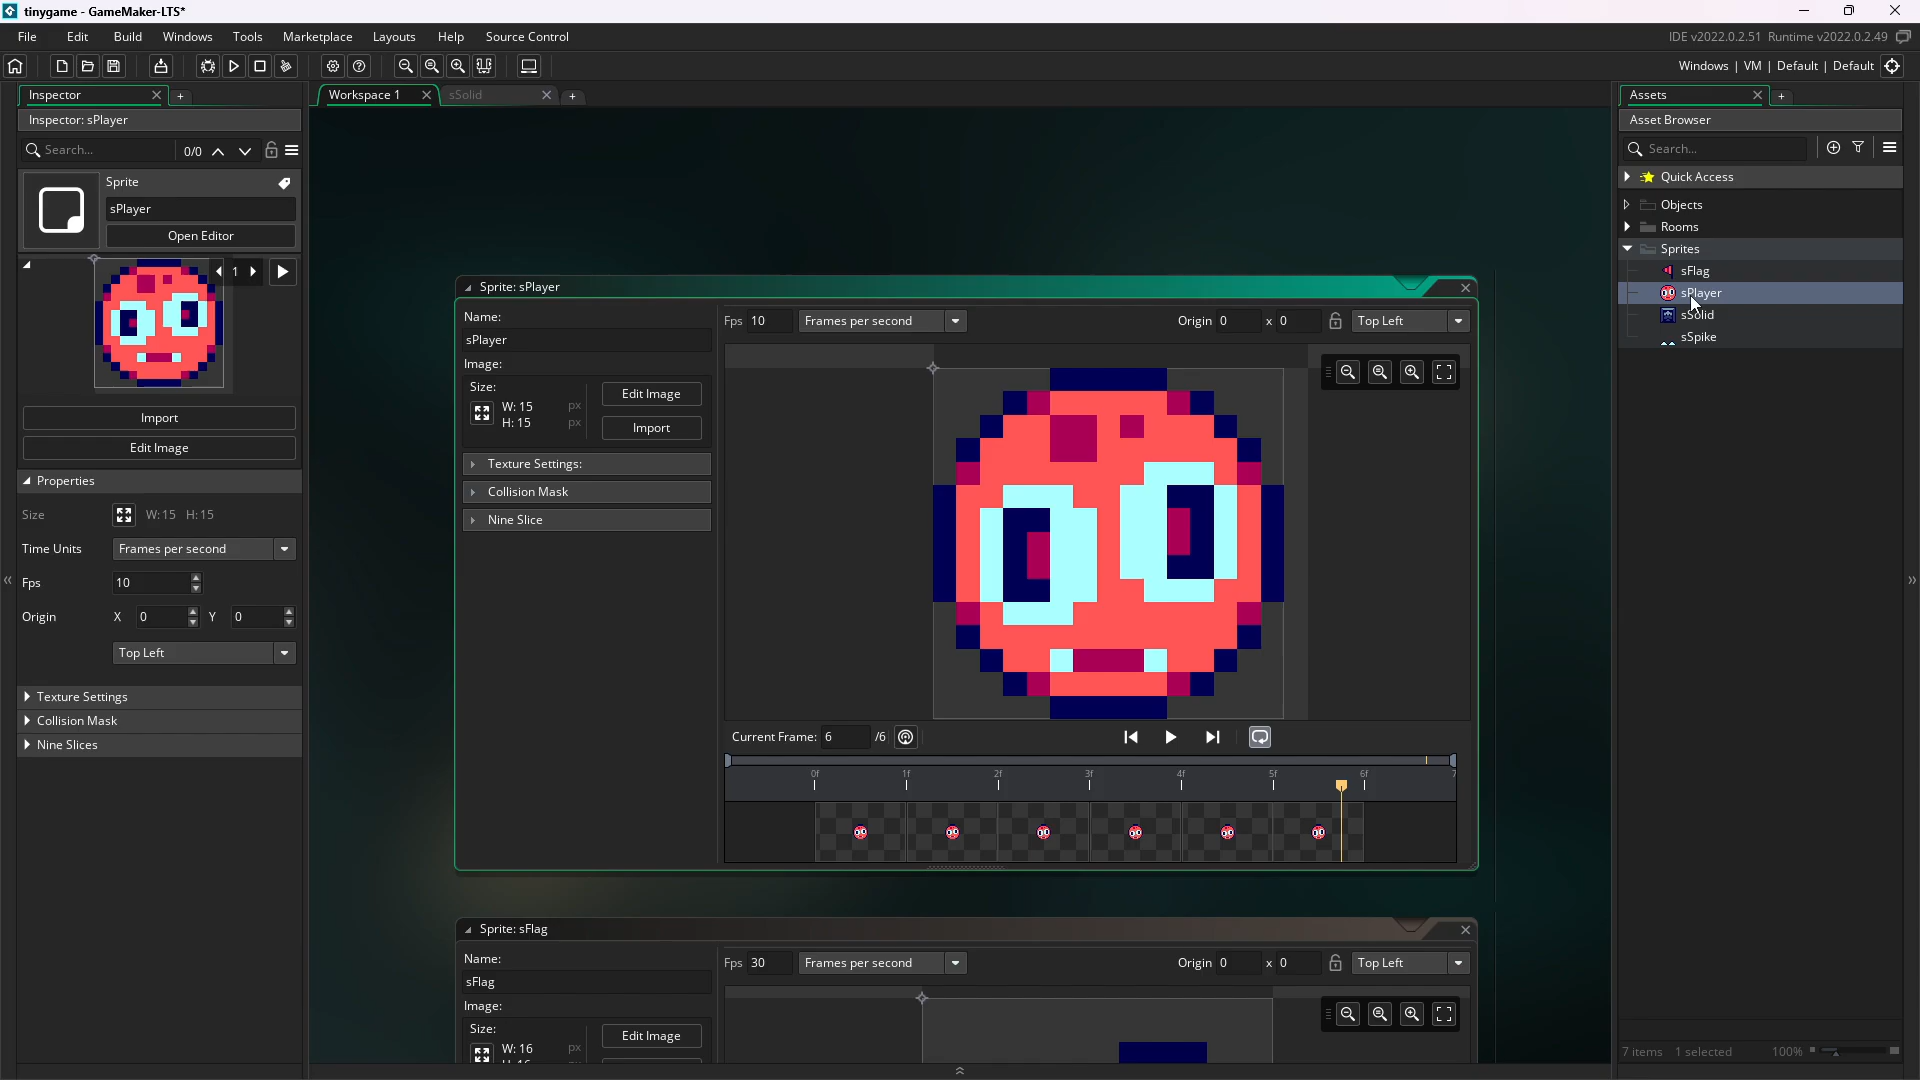 tinygame - GameMaker-LTS*
File Edit Build Windows Tools Marketplace Layouts Help Source Control
IDE v2022.0.2.51 Runtime v2022.0.2.49
Windows | VM | Default | Default
Inspector
Inspector: sPlayer
Search...
0/0
Sprite
sPlayer
Open Editor
1
Import
Edit Image
Properties
Size W:15 H:15
Time Units Frames per second
Fps 10
Origin X 0 Y 0
Top Left
Texture Settings
Collision Mask
Nine Slices
Workspace 1 sSolid
Sprite: sPlayer
Name:
sPlayer
Image:
Size:
W: 15 px
H: 15 px
Edit Image
Import
Texture Settings:
Collision Mask
Nine Slice
Fps 10 Frames per second
Origin 0 x 0 Top Left
Current Frame: 6 /6
0f 1f 2f 3f 4f 5f 6f 7
Sprite: sFlag
Name:
sFlag
Image:
Size:
W: 16 px
Edit Image
Fps 30 Frames per second
Origin 0 x 0 Top Left
Assets
Asset Browser
Search...
Quick Access
Objects
Rooms
Sprites
sFlag
sPlayer
sSolid
sSpike
7 items 1 selected 100%